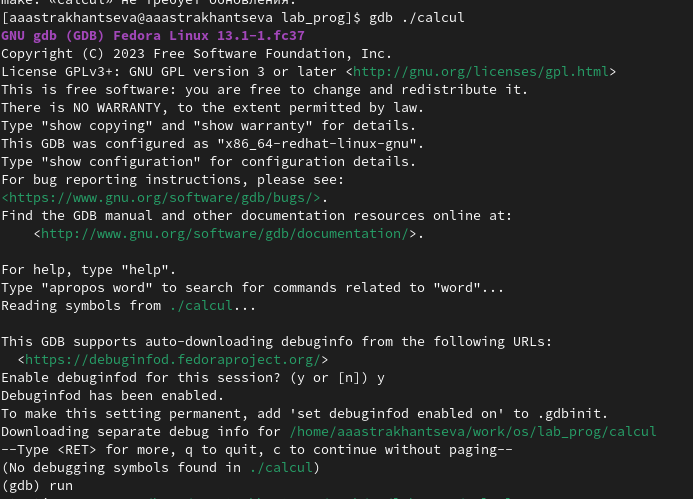 make: «calcul» не требует обновления.
[aaastrakhantseva@aaastrakhantseva lab_prog]$ gdb ./calcul
GNU gdb (GDB) Fedora Linux 13.1-1.fc37
Copyright (C) 2023 Free Software Foundation, Inc.
License GPLv3+: GNU GPL version 3 or later <http://gnu.org/licenses/gpl.html>
This is free software: you are free to change and redistribute it.
There is NO WARRANTY, to the extent permitted by law.
Type "show copying" and "show warranty" for details.
This GDB was configured as "x86_64-redhat-linux-gnu".
Type "show configuration" for configuration details.
For bug reporting instructions, please see:
<https://www.gnu.org/software/gdb/bugs/>.
Find the GDB manual and other documentation resources online at:
    <http://www.gnu.org/software/gdb/documentation/>.

For help, type "help".
Type "apropos word" to search for commands related to "word"...
Reading symbols from ./calcul...

This GDB supports auto-downloading debuginfo from the following URLs:
  <https://debuginfod.fedoraproject.org/>
Enable debuginfod for this session? (y or [n]) y
Debuginfod has been enabled.
To make this setting permanent, add 'set debuginfod enabled on' to .gdbinit.
Downloading separate debug info for /home/aaastrakhantseva/work/os/lab_prog/calcul
--Type <RET> for more, q to quit, c to continue without paging--
(No debugging symbols found in ./calcul)
(gdb) run